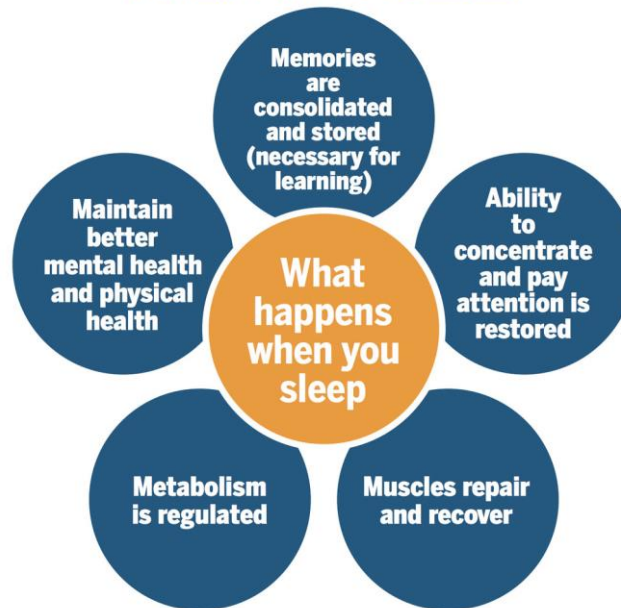 Memories
are
consolidated
and stored
(necessary for
learning)
Ability
to
concentrate
and pay
attention is
restored
Muscles repair
and recover
Metabolism
is regulated
Maintain
better
mental health
and physical
health
What
happens
when you
sleep